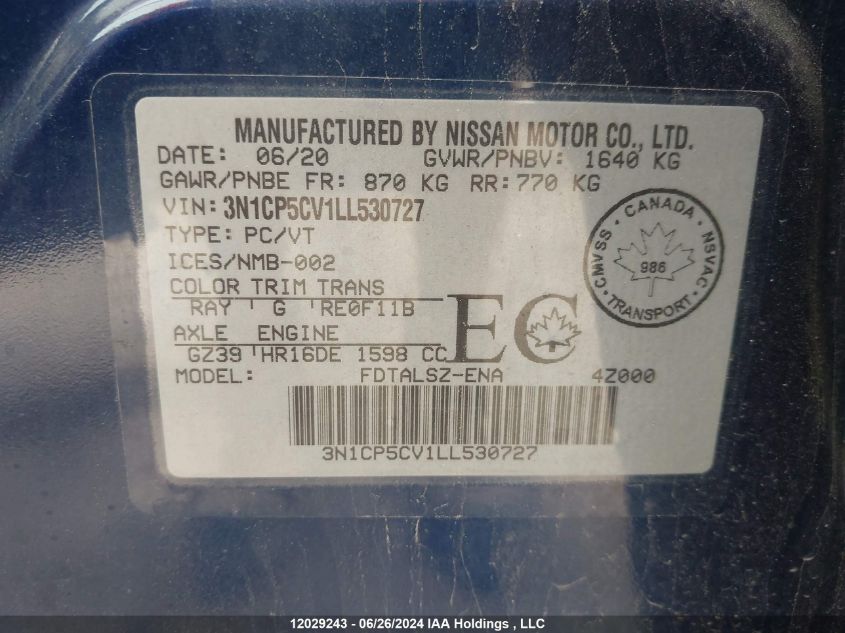 MANUFACTURED BY NISSAN MOTOR CO., LTD.
DATE: 06/20 GVWR/PNBV: 1640 KG
GAWR/PNBE FR: 870 KG RR: 770 KG
VIN: 3N1CP5CV1LL530727
TYPE: PC/VT
ICES/NMB-002
COLOR TRIM TRANS
RAY G RE0F11B
AXLE ENGINE
GZ39 HR16DE 1598 CC
EC
CANADA
CMVSS 986 NSVAC
TRANSPORT
MODEL: FDTALSZ-ENA 4Z000
3N1CP5CV1LL530727
12029243 - 06/26/2024 IAA Holdings , LLC